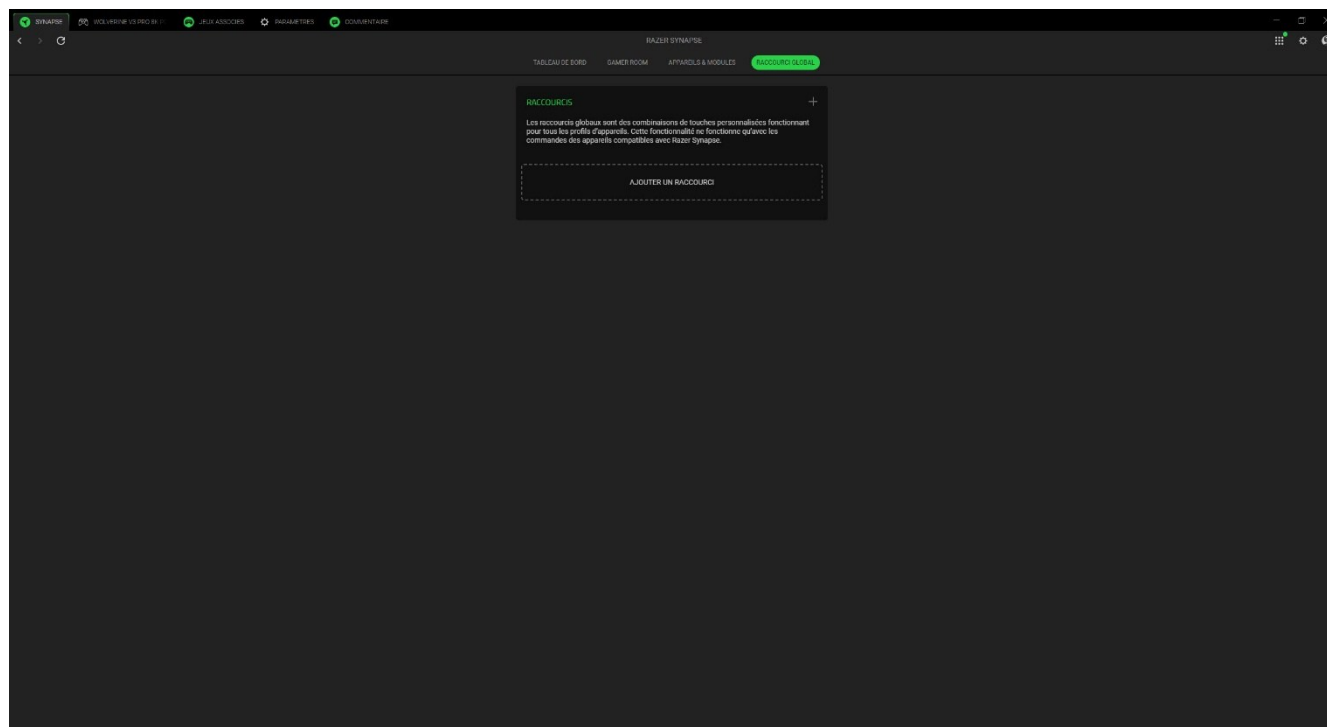 SYNAPSE
WOLVERINE V3 PRO 8K
JEUX ASSOCIÉS
PARAMÈTRES
COMMENTAIRE
RAZER SYNAPSE
TABLEAU DE BORD
GAMER ROOM
APPAREILS & MODULES
RACCOURCI GLOBAL
RACCOURCIS
Les raccourcis globaux sont des combinaisons de touches personnalisées fonctionnant
pour tous les profils d'appareils. Cette fonctionnalité ne fonctionne qu'avec les
commandes des appareils compatibles avec Razer Synapse.
AJOUTER UN RACCOURCI